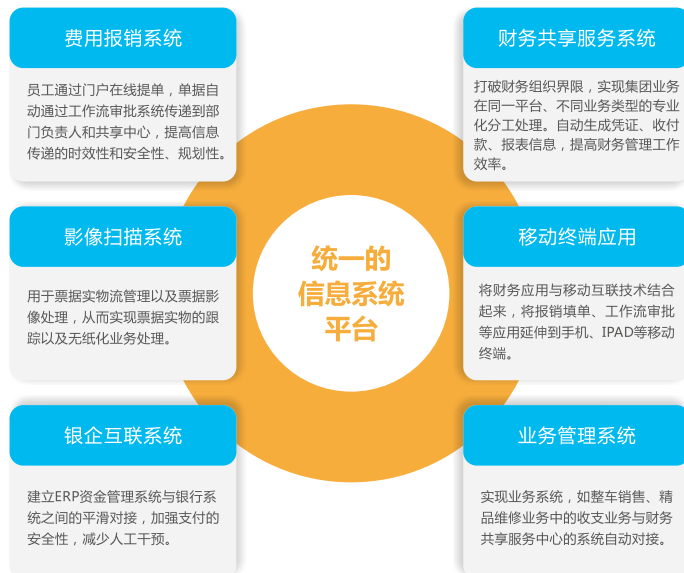 费用报销系统
员工通过门户在线提单，单据自
动通过工作流审批系统传递到部
门负责人和共享中心，提高信息
传递的时效性和安全性、规划性。
财务共享服务系统
打破财务组织界限，实现集团业务
在同一平台、不同业务类型的专业
化分工处理。自动生成凭证、收付
款、报表信息，提高财务管理工作
效率。
影像扫描系统
用于票据实物流管理以及票据影
像处理，从而实现票据实物的跟
踪以及无纸化业务处理。
统一的
信息系统
平台
移动终端应用
将财务应用与移动互联技术结合
起来，将报销填单、工作流审批
等应用延伸到手机、IPAD等移动
终端。
银企互联系统
建立ERP资金管理系统与银行系
统之间的平滑对接，加强支付的
安全性，减少人工干预。
业务管理系统
实现业务系统，如整车销售、精
品维修业务中的收支业务与财务
共享服务中心的系统自动对接。